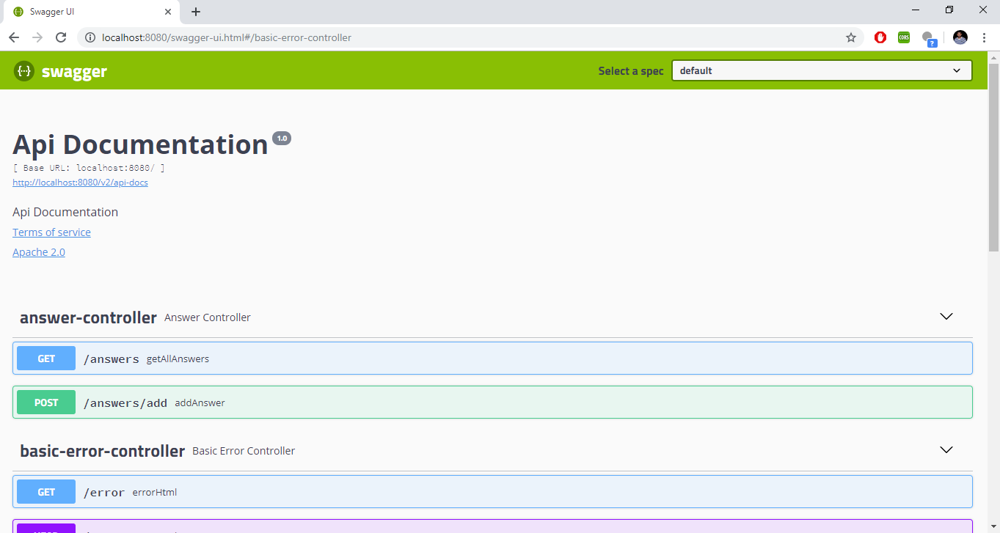 Swagger UI
localhost:8080/swagger-ui.html#/basic-error-controller
CORS
?
{··} swagger
Select a spec default
Api Documentation 1.0
[ Base URL: localhost:8080/ ]
http://localhost:8080/v2/api-docs
Api Documentation
Terms of service
Apache 2.0
answer-controller Answer Controller
GET /answers getAllAnswers
POST /answers/add addAnswer
basic-error-controller Basic Error Controller
GET /error errorHtml